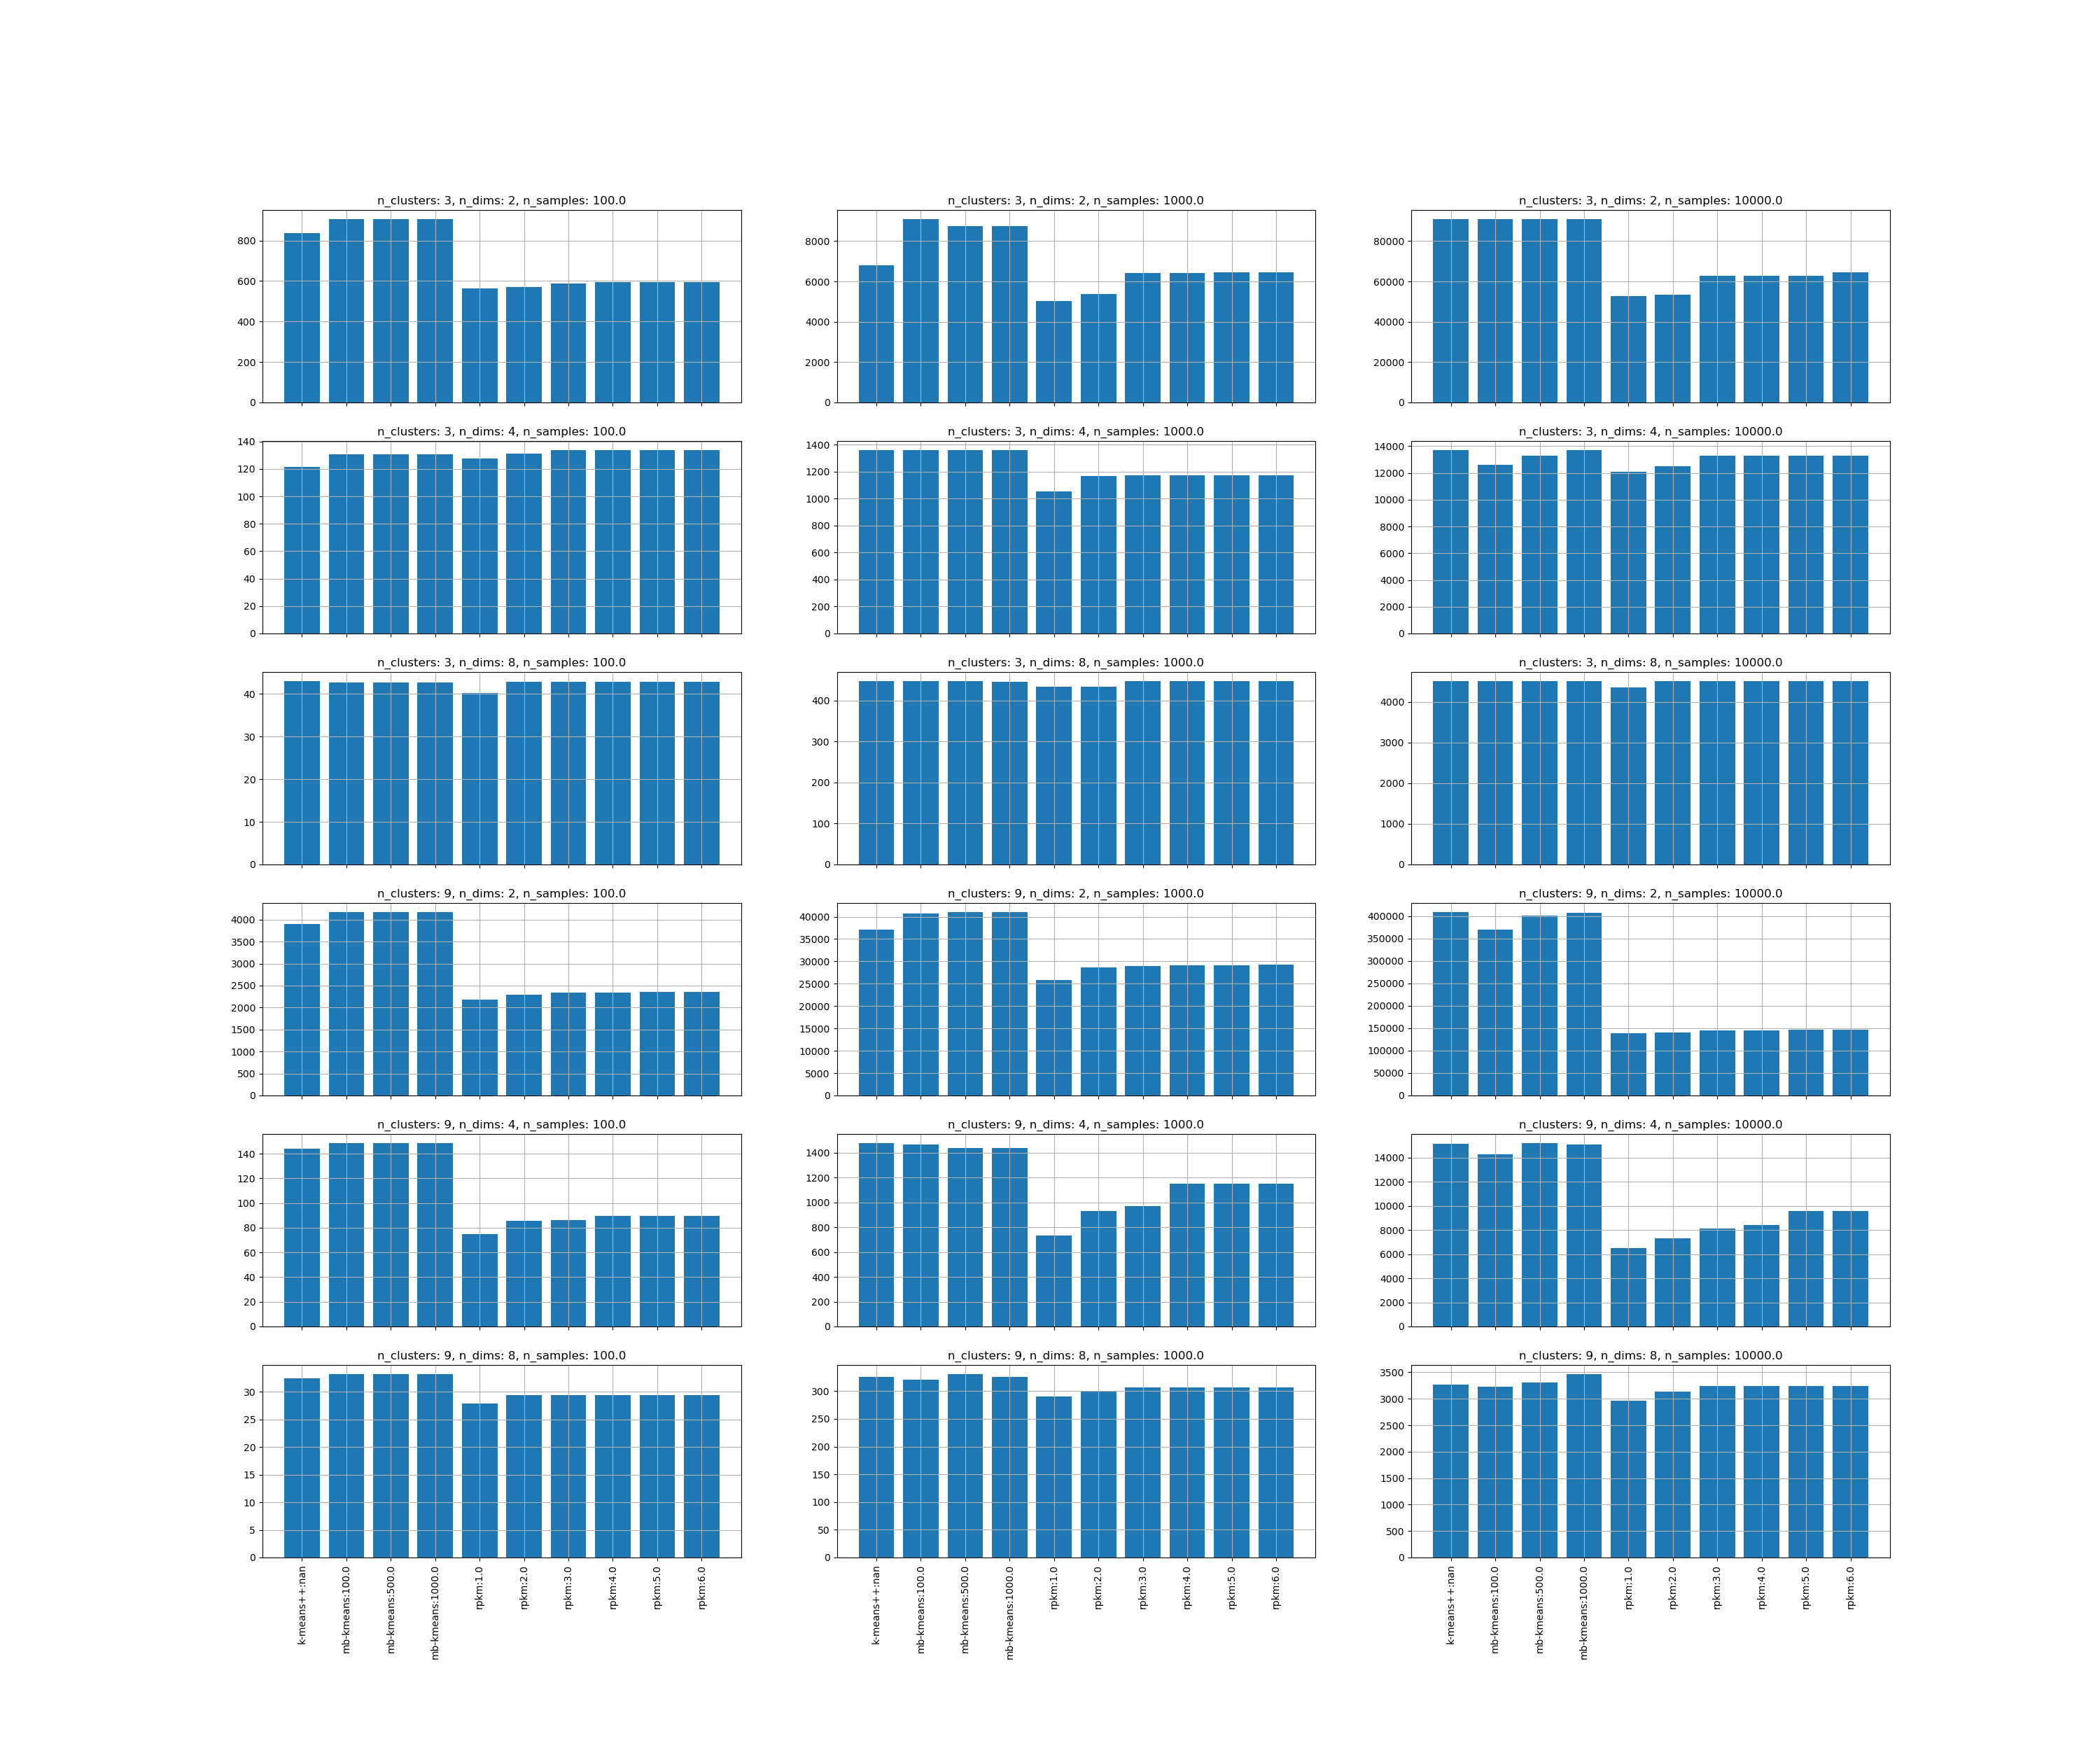 n_clusters: 3, n_dims: 2, n_samples: 100.0
800
600
400
200
0
n_clusters: 3, n_dims: 2, n_samples: 1000.0
8000
6000
4000
2000
0
n_clusters: 3, n_dims: 2, n_samples: 10000.0
80000
60000
40000
20000
0
n_clusters: 3, n_dims: 4, n_samples: 100.0
140
120
100
80
60
40
20
0
n_clusters: 3, n_dims: 4, n_samples: 1000.0
1400
1200
1000
800
600
400
200
0
n_clusters: 3, n_dims: 4, n_samples: 10000.0
14000
12000
10000
8000
6000
4000
2000
0
n_clusters: 3, n_dims: 8, n_samples: 100.0
40
30
20
10
0
n_clusters: 3, n_dims: 8, n_samples: 1000.0
400
300
200
100
0
n_clusters: 3, n_dims: 8, n_samples: 10000.0
4000
3000
2000
1000
0
n_clusters: 9, n_dims: 2, n_samples: 100.0
4000
3500
3000
2500
2000
1500
1000
500
0
n_clusters: 9, n_dims: 2, n_samples: 1000.0
40000
35000
30000
25000
20000
15000
10000
5000
0
n_clusters: 9, n_dims: 2, n_samples: 10000.0
400000
350000
300000
250000
200000
150000
100000
50000
0
n_clusters: 9, n_dims: 4, n_samples: 100.0
140
120
100
80
60
40
20
0
n_clusters: 9, n_dims: 4, n_samples: 1000.0
1400
1200
1000
800
600
400
200
0
n_clusters: 9, n_dims: 4, n_samples: 10000.0
14000
12000
10000
8000
6000
4000
2000
0
n_clusters: 9, n_dims: 8, n_samples: 100.0
30
25
20
15
10
5
0
k-means++:nan
mb-kmeans:100.0
mb-kmeans:500.0
mb-kmeans:1000.0
rpkm:1.0
rpkm:2.0
rpkm:3.0
rpkm:4.0
rpkm:5.0
rpkm:6.0
n_clusters: 9, n_dims: 8, n_samples: 1000.0
300
250
200
150
100
50
0
k-means++:nan
mb-kmeans:100.0
mb-kmeans:500.0
mb-kmeans:1000.0
rpkm:1.0
rpkm:2.0
rpkm:3.0
rpkm:4.0
rpkm:5.0
rpkm:6.0
n_clusters: 9, n_dims: 8, n_samples: 10000.0
3500
3000
2500
2000
1500
1000
500
0
k-means++:nan
mb-kmeans:100.0
mb-kmeans:500.0
mb-kmeans:1000.0
rpkm:1.0
rpkm:2.0
rpkm:3.0
rpkm:4.0
rpkm:5.0
rpkm:6.0